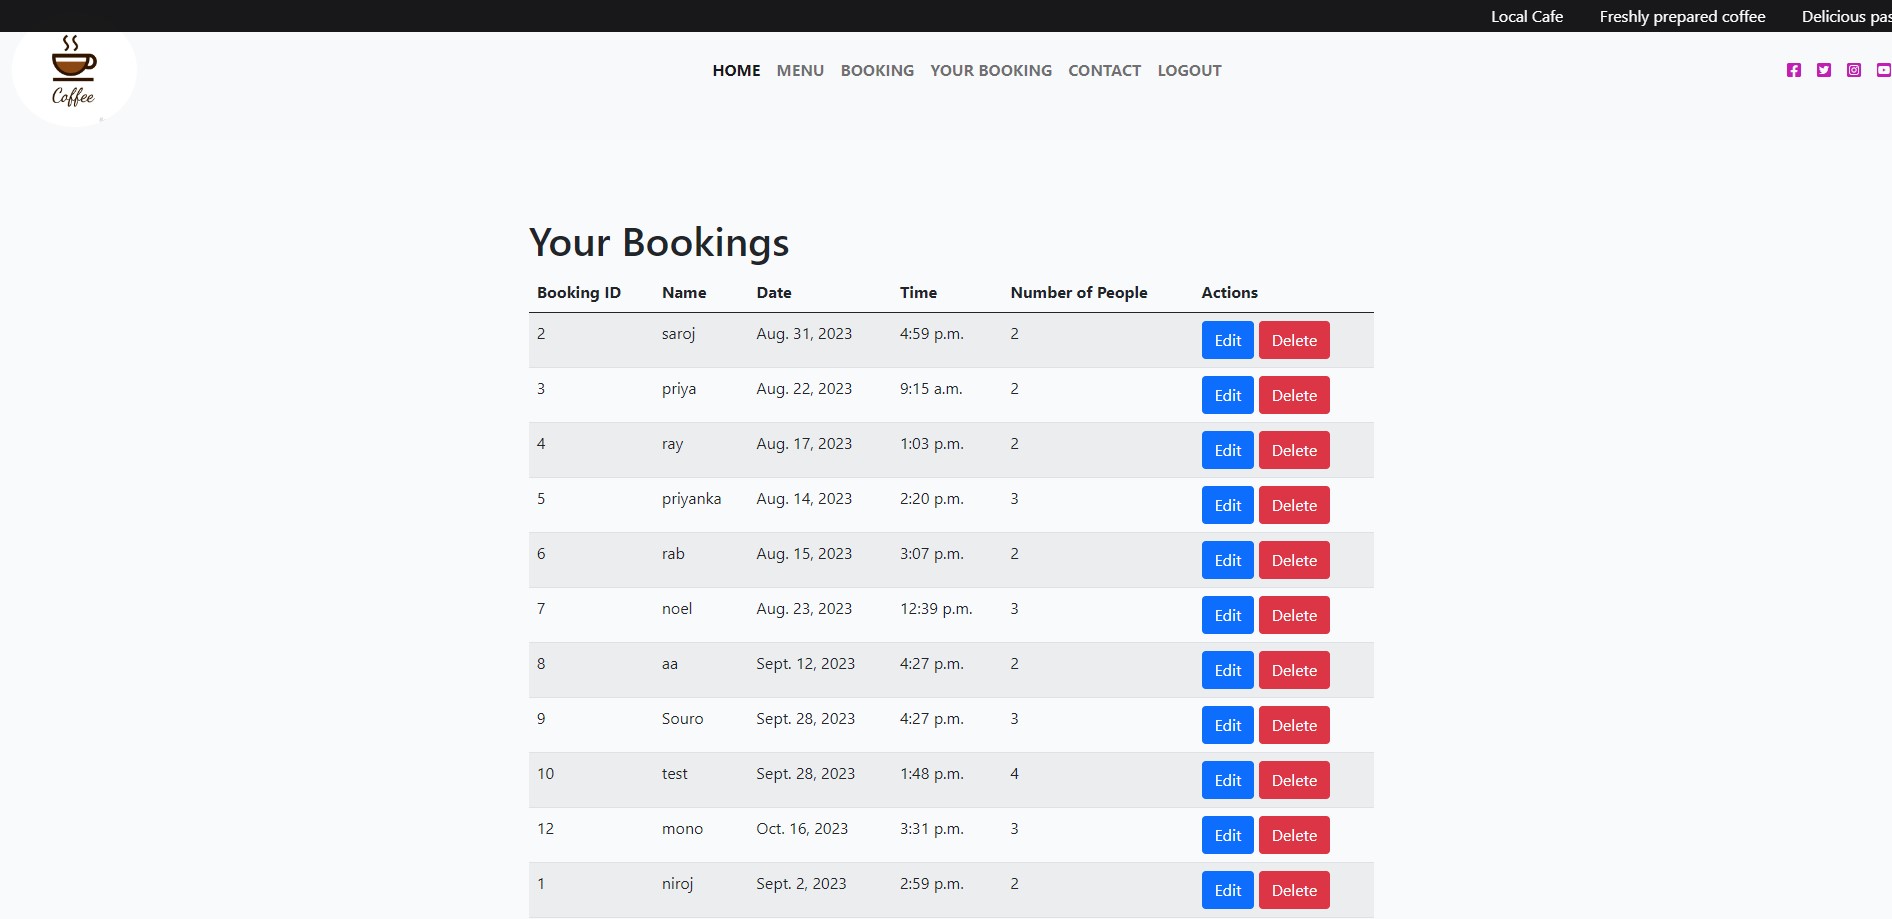 Local Cafe Freshly prepared coffee Delicious
Coffee
HOME MENU BOOKING YOUR BOOKING CONTACT LOGOUT
Your Bookings
Booking ID Name Date Time Number of People Actions
2 saroj Aug. 31, 2023 4:59 p.m. 2 Edit Delete
3 priya Aug. 22, 2023 9:15 a.m. 2 Edit Delete
4 ray Aug. 17, 2023 1:03 p.m. 2 Edit Delete
5 priyanka Aug. 14, 2023 2:20 p.m. 3 Edit Delete
6 rab Aug. 15, 2023 3:07 p.m. 2 Edit Delete
7 noel Aug. 23, 2023 12:39 p.m. 3 Edit Delete
8 aa Sept. 12, 2023 4:27 p.m. 2 Edit Delete
9 Souro Sept. 28, 2023 4:27 p.m. 3 Edit Delete
10 test Sept. 28, 2023 1:48 p.m. 4 Edit Delete
12 mono Oct. 16, 2023 3:31 p.m. 3 Edit Delete
1 niroj Sept. 2, 2023 2:59 p.m. 2 Edit Delete